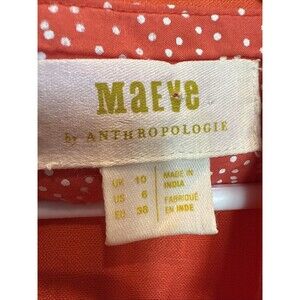 MAEVE
by ANTHROPOLOGIE
UK 10
US 6
EU 38
MADE IN
INDIA
FABRIQUÉ
EN INDE